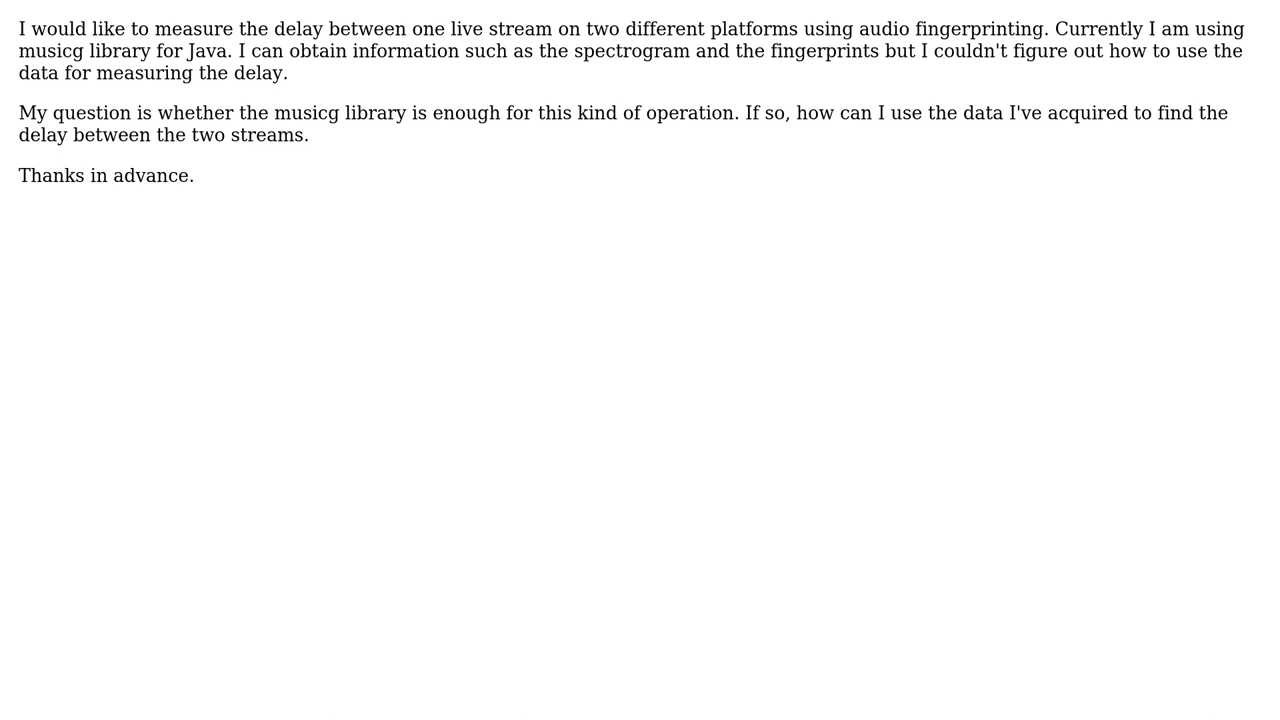 I would like to measure the delay between one live stream on two different platforms using audio fingerprinting. Currently I am using
musicg library for Java. I can obtain information such as the spectrogram and the fingerprints but I couldn't figure out how to use the
data for measuring the delay.
My question is whether the musicg library is enough for this kind of operation. If so, how can I use the data I've acquired to find the
delay between the two streams.
Thanks in advance.